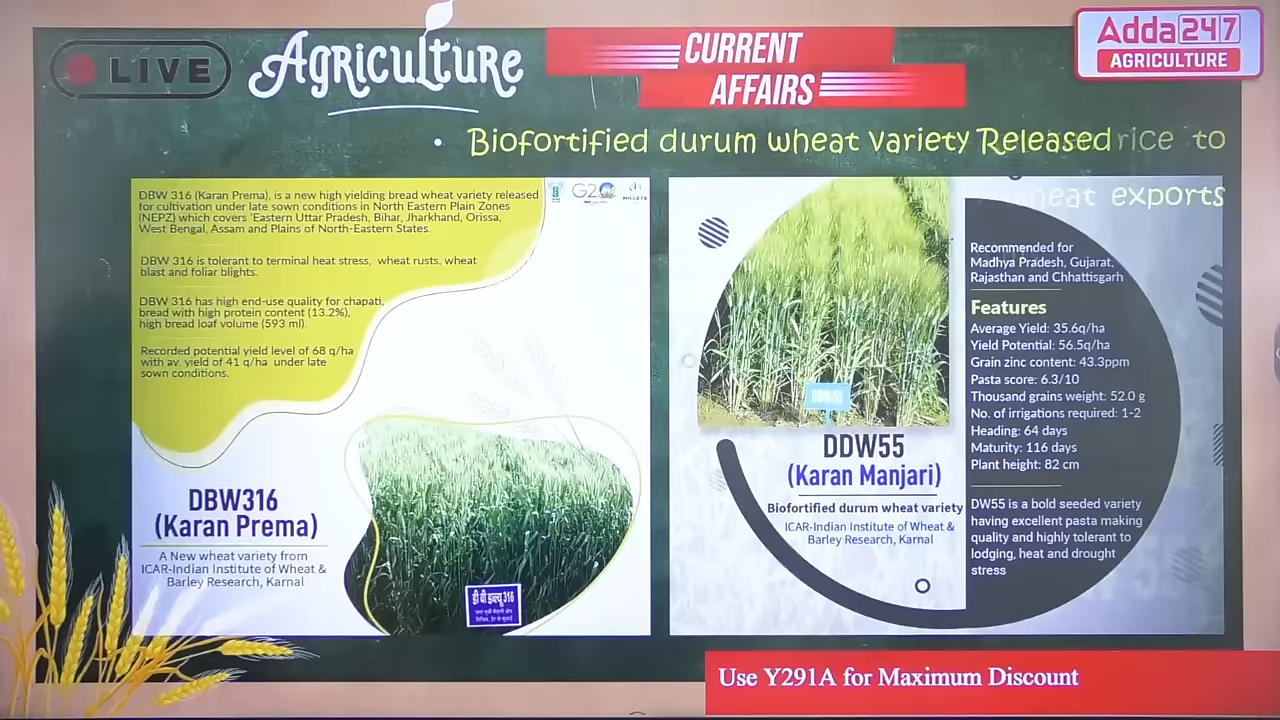 LIVE
Agriculture
CURRENT
AFFAIRS
Adda247
AGRICULTURE
• Biofortified durum wheat variety Released rice to
heat exports
DBW 316 (Karan Prema), is a new high yielding bread wheat variety released
for cultivation under late sown conditions in North Eastern Plain Zones
(NEPZ) which covers 'Eastern Uttar Pradesh, Bihar, Jharkhand, Orissa,
West Bengal, Assam and Plains of North-Eastern States.
DBW 316 is tolerant to terminal heat stress, wheat rusts, wheat
blast and foliar blights.
DBW 316 has high end-use quality for chapati,
bread with high protein content (13.2%),
high bread loaf volume (593 ml).
Recorded potential yield level of 68 q/ha
with av. yield of 41 q/ha under late
sown conditions.
G20
MILLETS
DBW316
(Karan Prema)
A New wheat variety from
ICAR-Indian Institute of Wheat &
Barley Research, Karnal
डी बी डब्ल्यू 316
DDW55
DDW55
(Karan Manjari)
Biofortified durum wheat variety
ICAR-Indian Institute of Wheat &
Barley Research, Karnal
Recommended for
Madhya Pradesh, Gujarat,
Rajasthan and Chhattisgarh
Features
Average Yield: 35.6q/ha
Yield Potential: 56.5q/ha
Grain zinc content: 43.3ppm
Pasta score: 6.3/10
Thousand grains weight: 52.0 g
No. of irrigations required: 1-2
Heading: 64 days
Maturity: 116 days
Plant height: 82 cm
DW55 is a bold seeded variety
having excellent pasta making
quality and highly tolerant to
lodging, heat and drought
stress
Use Y291A for Maximum Discount